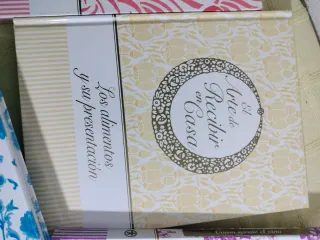 El
Arte de
Recibir
en Casa
Los alimentos
y su presentación